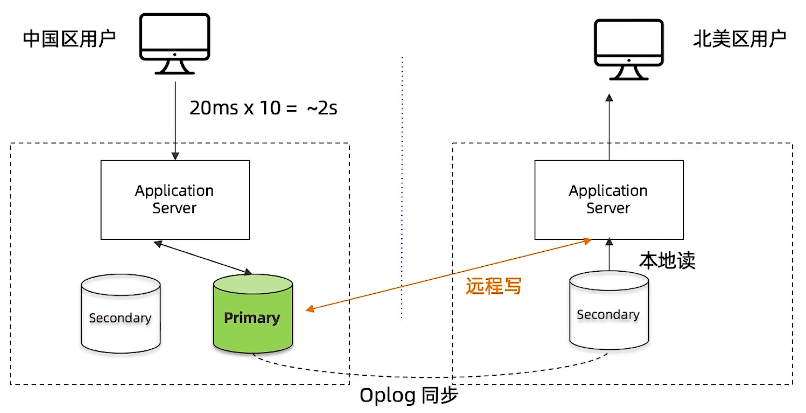 中国区用户
北美区用户
20ms x 10 = ~2s
Application
Server
Application
Server
本地读
远程写
Secondary
Primary
Secondary
Oplog 同步